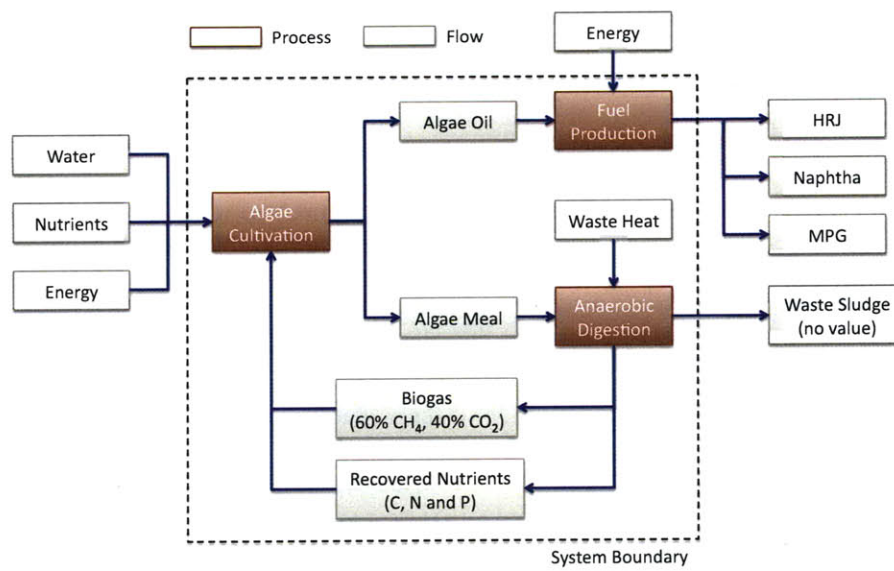 Process
Flow
Energy
Algae Oil
Fuel
Production
HRJ
Water
Naphtha
Nutrients
Algae
Cultivation
Waste Heat
MPG
Energy
Algae Meal
Anaerobic
Digestion
Waste Sludge
(no value)
Biogas
(60% CH₄, 40% CO₂)
Recovered Nutrients
(C, N and P)
System Boundary